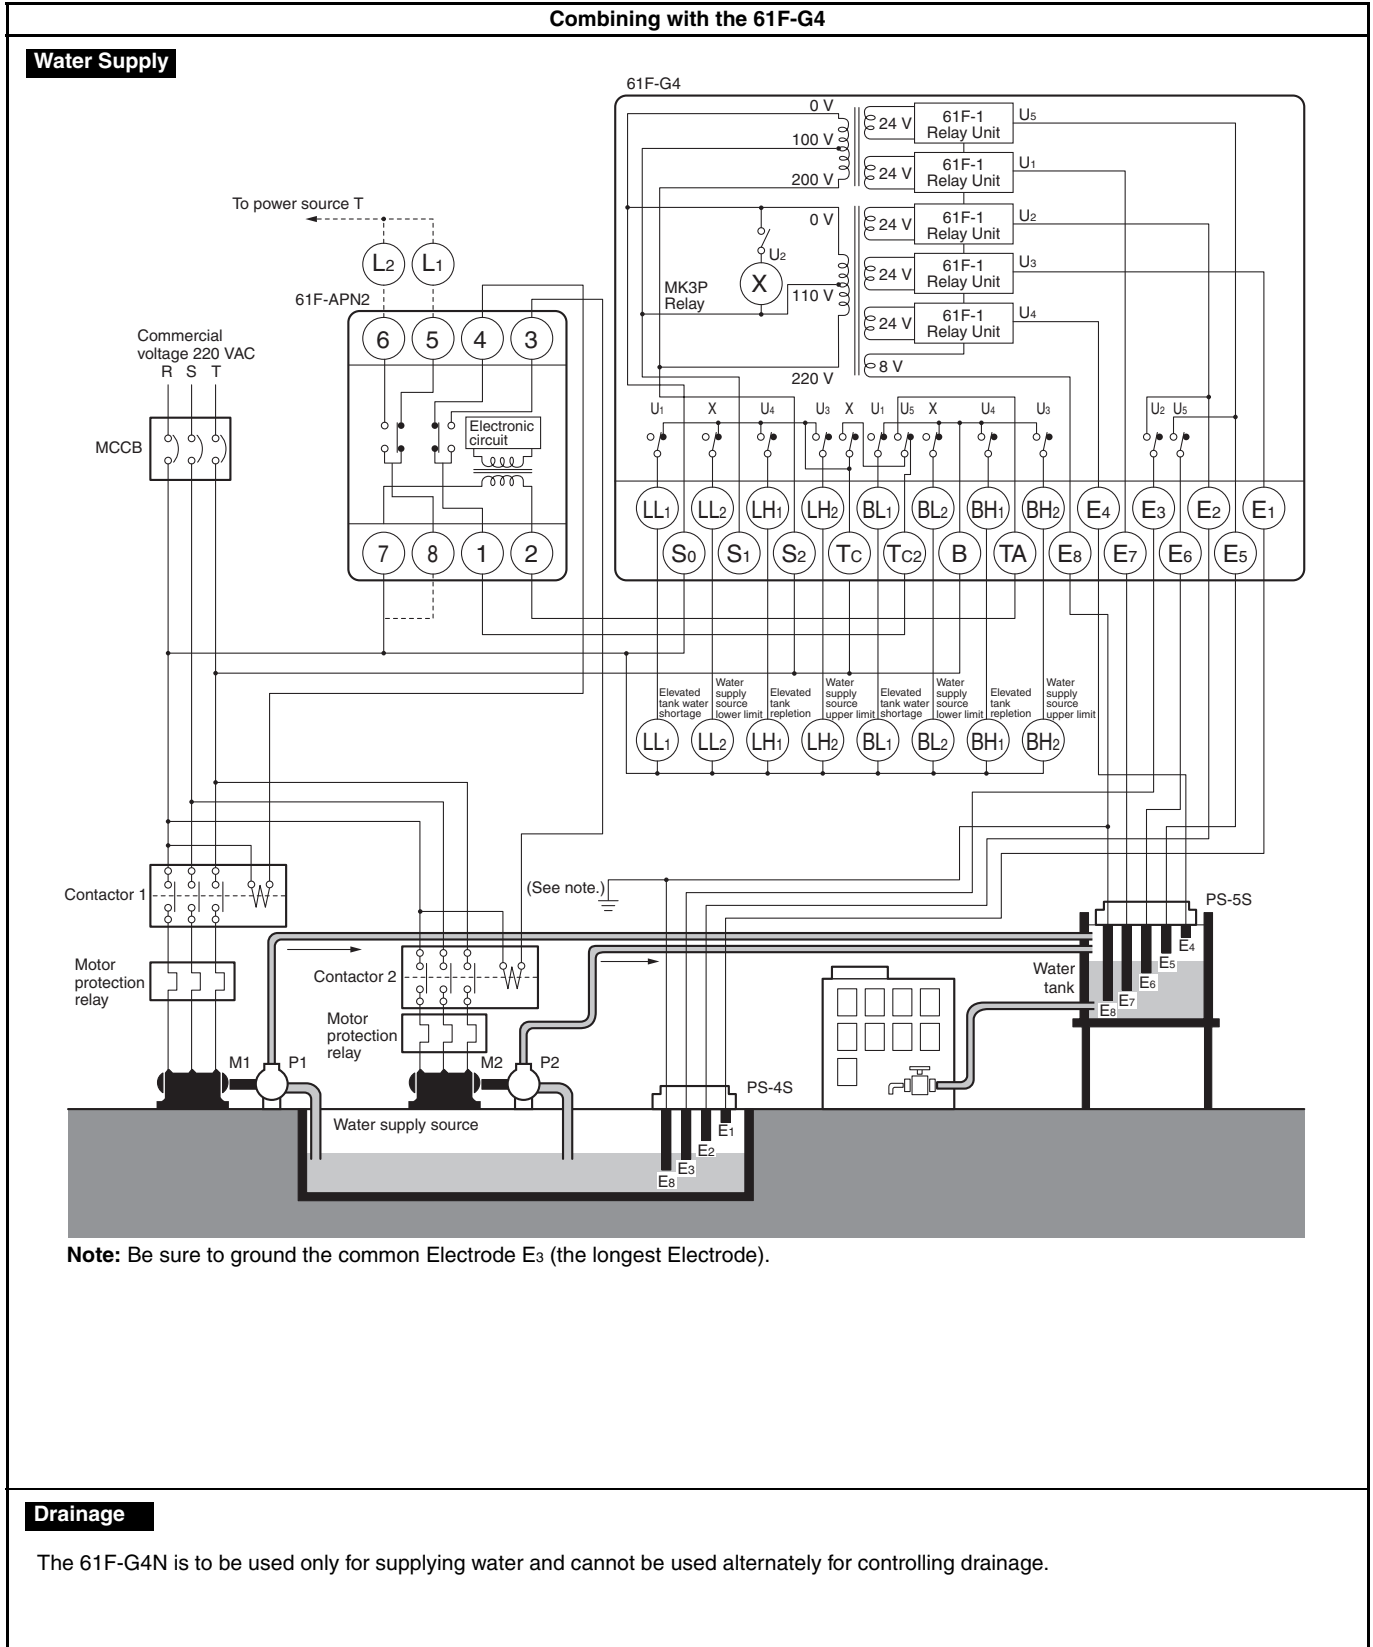 Combining with the 61F-G4
Water Supply
61F-G4
0 V
100 V
200 V
24 V
61F-1
Relay Unit
U5
24 V
61F-1
Relay Unit
U1
0 V
110 V
220 V
24 V
61F-1
Relay Unit
U2
24 V
61F-1
Relay Unit
U3
24 V
61F-1
Relay Unit
U4
8 V
U2
X
MK3P
Relay
To power source T
L2 L1
61F-APN2
6 5 4 3
Electronic
circuit
7 8 1 2
Commercial
voltage 220 VAC
R S T
MCCB
U1 X U4 U3 X U1 U5 X U4 U3 U2 U5
LL1 LL2 LH1 LH2 BL1 BL2 BH1 BH2 E4 E3 E2 E1
S0 S1 S2 TC TC2 B TA E8 E7 E6 E5
Elevated
tank water
shortage
Water
supply
source
lower limit
Elevated
tank
repletion
Water
supply
source
upper limit
Elevated
tank water
shortage
Water
supply
source
lower limit
Elevated
tank
repletion
Water
supply
source
upper limit
LL1 LL2 LH1 LH2 BL1 BL2 BH1 BH2
Contactor 1
(See note.)
PS-5S
E4
E5
E6
E7
E8
Water
tank
Motor
protection
relay
Contactor 2
Motor
protection
relay
M1 P1
M2 P2
PS-4S
Water supply source
E1
E2
E3
E8
Note: Be sure to ground the common Electrode E3 (the longest Electrode).
Drainage
The 61F-G4N is to be used only for supplying water and cannot be used alternately for controlling drainage.